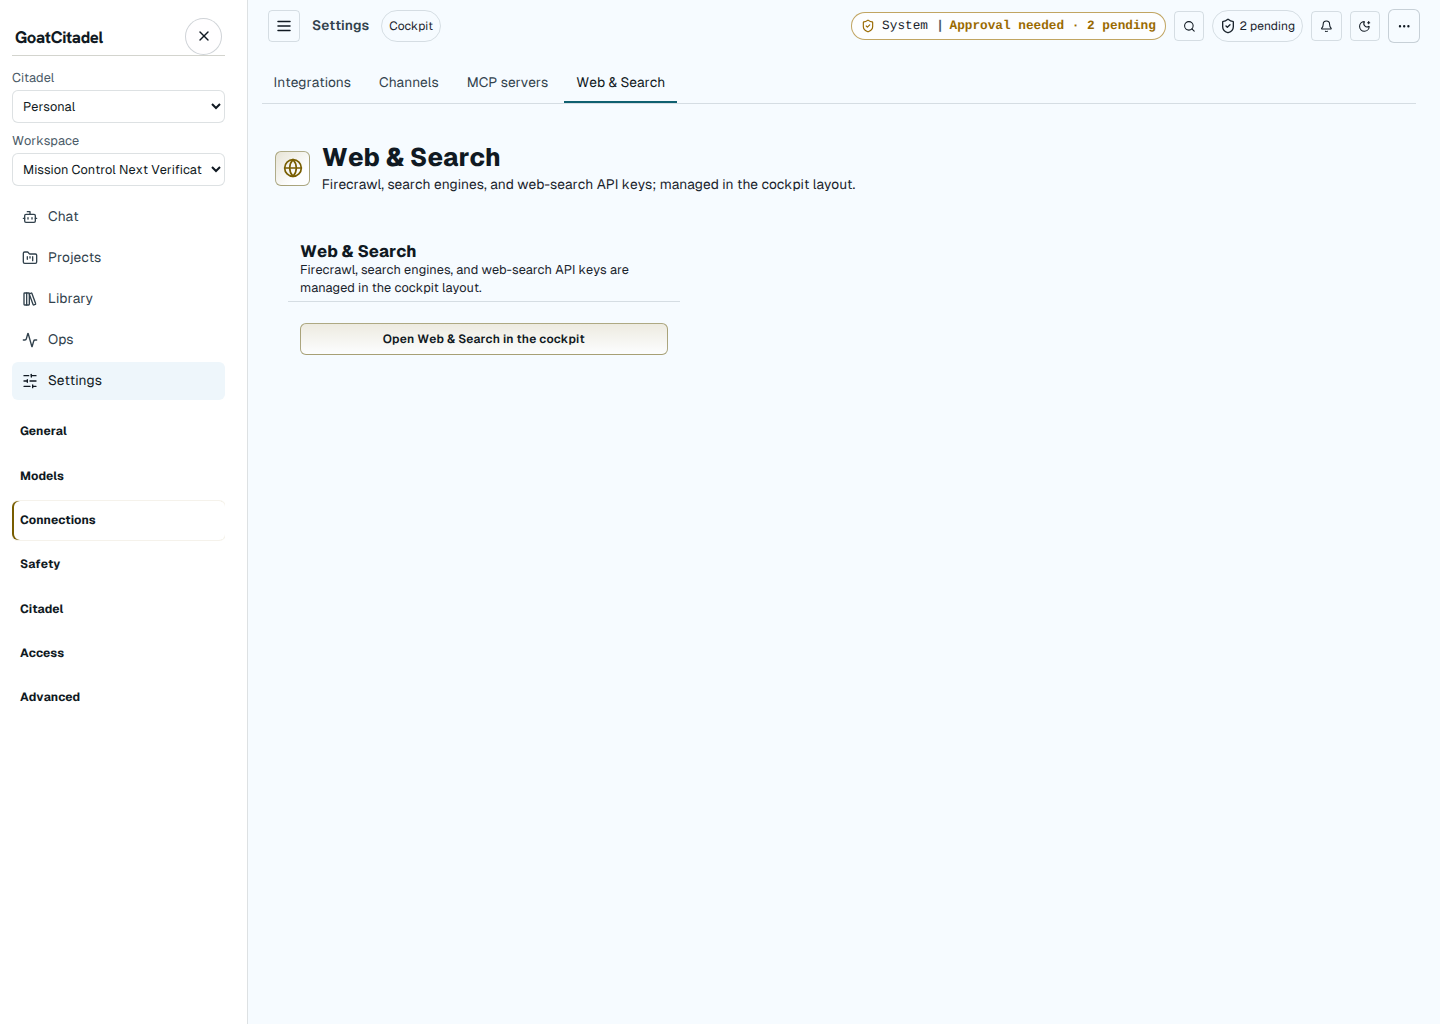 GoatCitadel
Citadel
Personal
Workspace
Mission Control Next Verificat
Chat
Projects
Library
Ops
Settings
General
Models
Connections
Safety
Citadel
Access
Advanced
Settings
Cockpit
System | Approval needed · 2 pending
2 pending
Integrations
Channels
MCP servers
Web & Search
Web & Search
Firecrawl, search engines, and web-search API keys; managed in the cockpit layout.
Web & Search
Firecrawl, search engines, and web-search API keys are
managed in the cockpit layout.
Open Web & Search in the cockpit